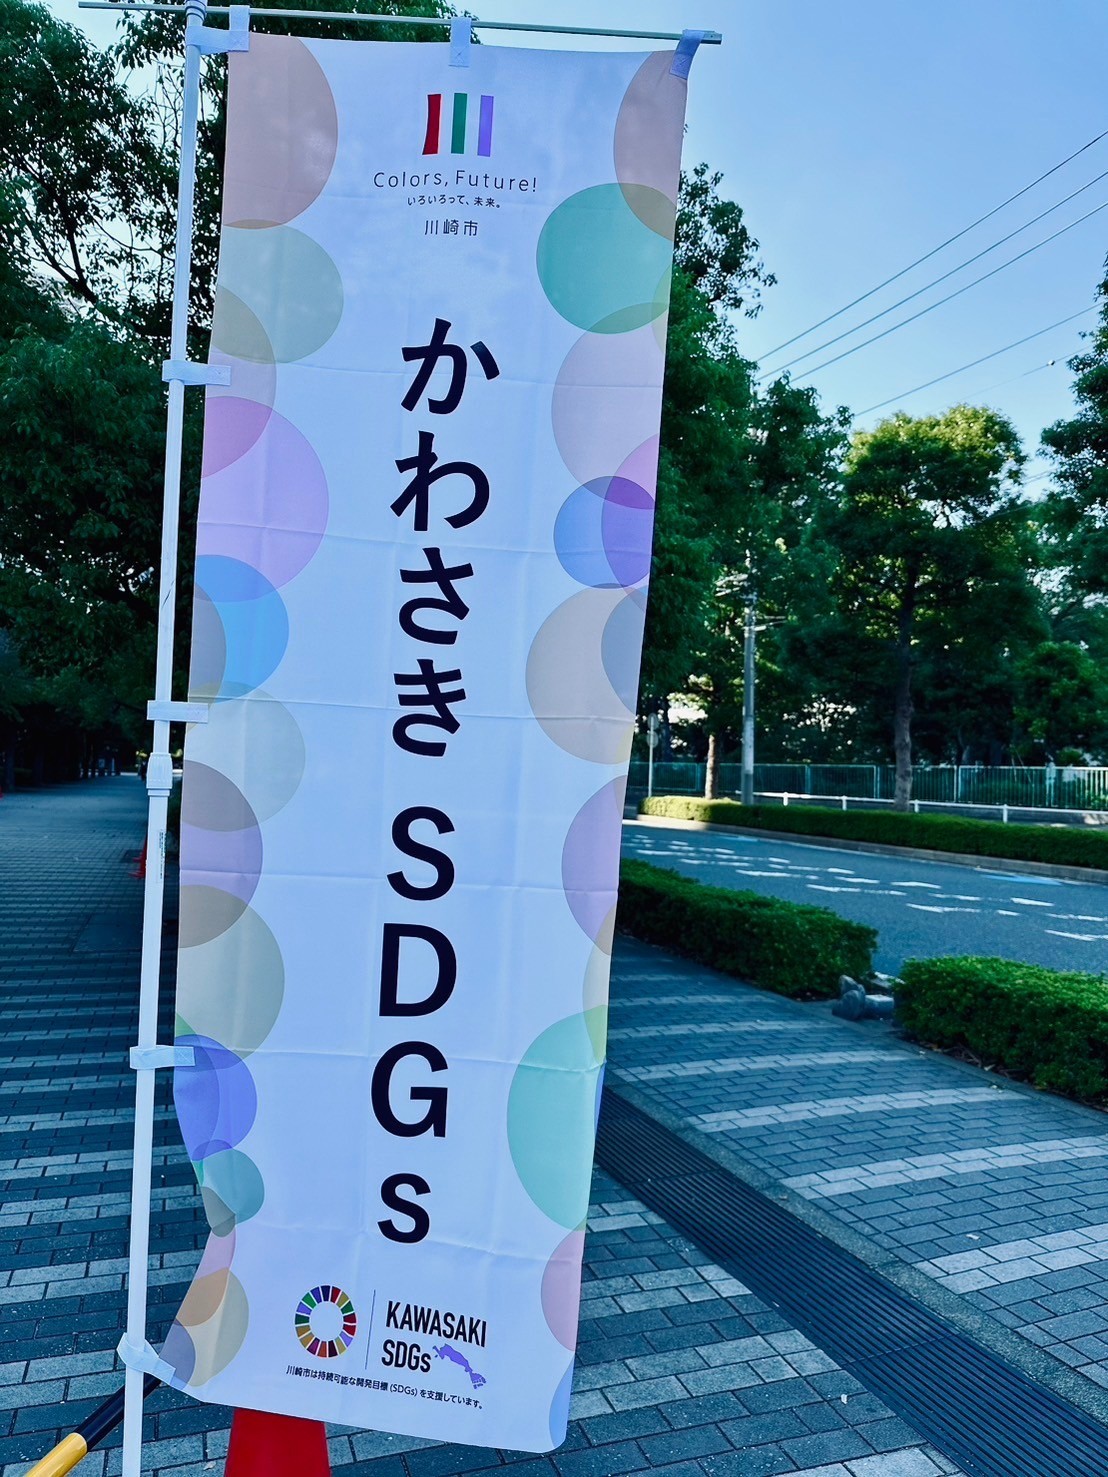 Colors, Future!
いろいろって、未来。
川崎市
かわさき SDGs
KAWASAKI
SDGs
川崎市は持続可能な開発目標(SDGs)を支援しています。